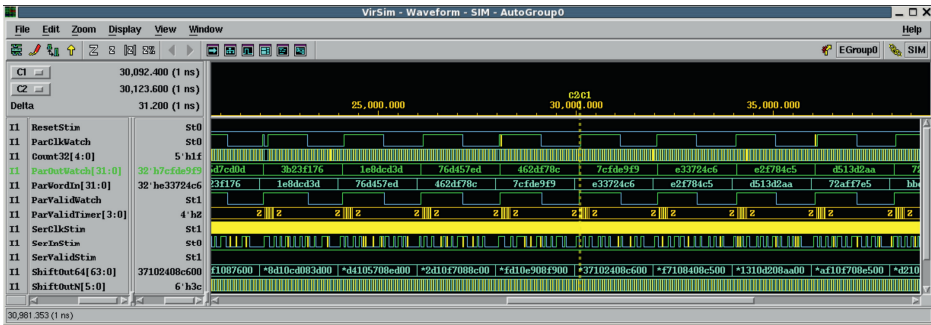 VirSim - Waveform - SIM - AutoGroup0
File Edit Zoom Display View Window Help
EGroup0 SIM
C1 30,092.400 (1 ns)
C2 30,123.600 (1 ns)
Delta 31.200 (1 ns)
C2C1
25,000.000 30,000.000 35,000.000
I1 ResetStim St0
I1 ParClkWatch St0
I1 Count32[4:0] 5'h1f
I1 ParOutWatch[31:0] 32'h7cfde9f9 d7cd0d 3b23f176 1e8dcd3d 76d457ed 462df78c 7cfde9f9 e33724c6 e2f784c5 d513d2aa 72
I1 ParWordIn[31:0] 32'he33724c6 23f176 1e8dcd3d 76d457ed 462df78c 7cfde9f9 e33724c6 e2f784c5 d513d2aa 72aff7e5 bb
I1 ParValidWatch St1
I1 ParValidTimer[3:0] 4'hZ z z z z z z z z z z z z z z z z z z
I1 SerClkStim St1
I1 SerInStim St0
I1 SerValidStim St1
I1 ShiftOut64[63:0] 37102408c600 f1087600 *8d10cd083d00 *d4105708ed00 *2d10f7088c00 *fd10e908f900 *37102408c600 *f7108408c500 *1310d208aa00 *af10f708e500 *d210
I1 ShiftOutN[5:0] 6'h3c
30,981.353 (1 ns)